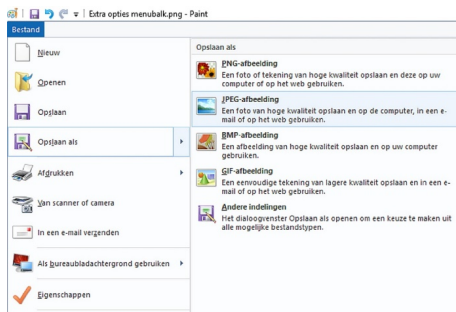 Extra opties menubalk.png - Paint
Bestand
Nieuw
Openen
Opslaan
Opslaan als
Afdrukken
Van scanner of camera
In een e-mail verzenden
Als bureaubladachtergrond gebruiken
Eigenschappen
Opslaan als
PNG-afbeelding
Een foto of tekening van hoge kwaliteit opslaan en deze op uw
computer of op het web gebruiken.
JPEG-afbeelding
Een foto van hoge kwaliteit opslaan en op de computer, in een e-
mail of op het web gebruiken.
BMP-afbeelding
Een afbeelding van hoge kwaliteit opslaan en op uw computer
gebruiken.
GIF-afbeelding
Een eenvoudige tekening van lagere kwaliteit opslaan en in een e-
mail of op het web gebruiken.
Andere indelingen
Het dialoogvenster Opslaan als openen om een keuze te maken uit
alle mogelijke bestandstypen.